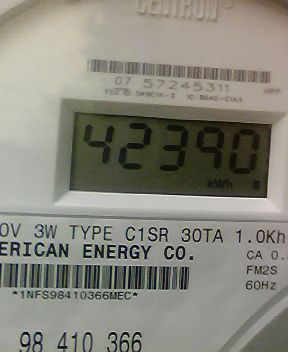 CENTRON®
07 57245311
42390
kWh
0V 3W TYPE C1SR 30TA 1.0Kh
ERICAN ENERGY CO.
CA 0.
FM2S
*1NFS98410366MEC*
60Hz
98 410 366